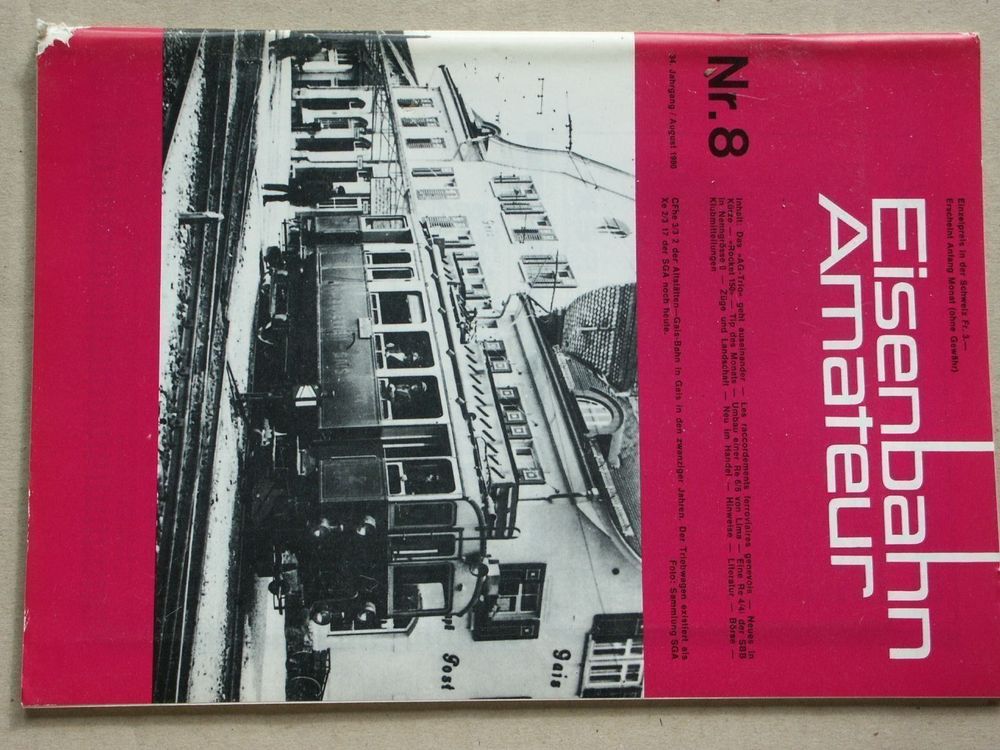 Einzelpreis in der Schweiz Fr. 3.—
Erscheint Anfang Monat (ohne Gewähr)
Eisenbahn
Amateur
Nr. 8
34. Jahrgang / August 1980
Inhalt: Das «AG-Trio» geht auseinander — Les raccordements ferroviaires genevois — Neues in
Kürze — «Rocket 150» — Tip des Monats — Umbau einer Re 6/6 von Lima — Eine Re 4/4 I der SBB
in Nenngrösse 0 — Züge und Landschaft — Neu im Handel — Hinweise — Literatur — Börse —
Klubmitteilungen
CFhe 3/3 2 der Altstätten—Gais-Bahn in Gais in den zwanziger Jahren. Der Triebwagen existiert als
Xe 2/3 17 der SGA noch heute. Foto: Sammlung SGA
Gais
Post